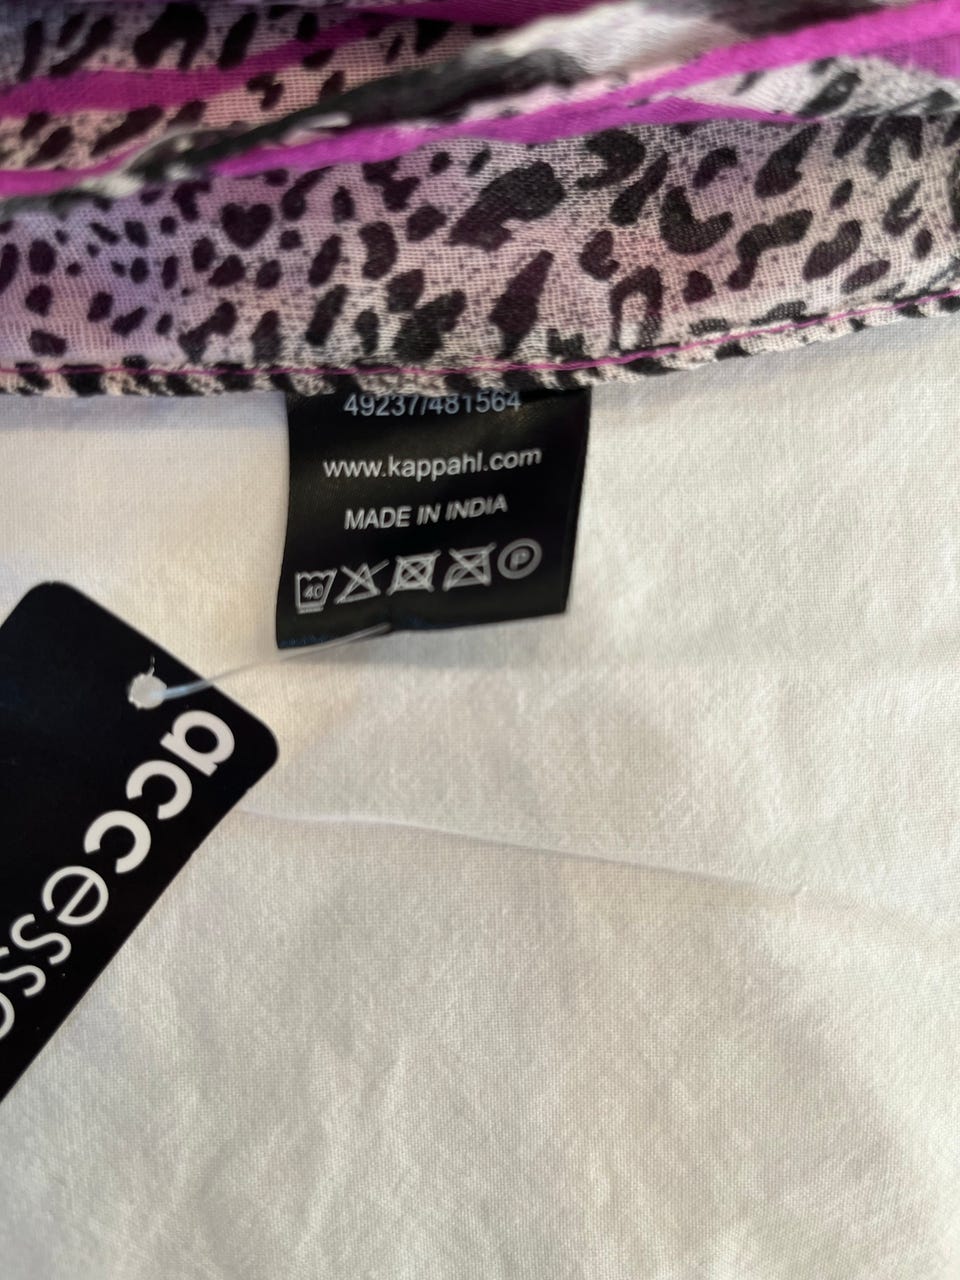 49237/481564
www.kappahl.com
MADE IN INDIA
40 P
accesso